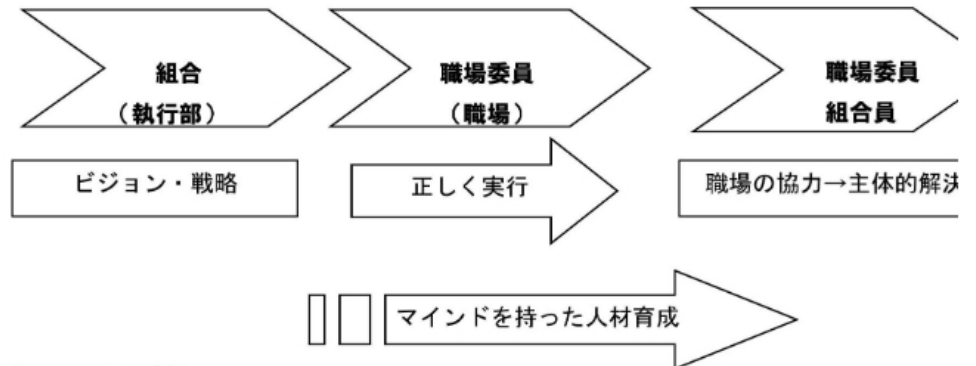 組合
（執行部）
職場委員
（職場）
職場委員
組合員
ビジョン・戦略
正しく実行
職場の協力→主体的解決
マインドを持った人材育成